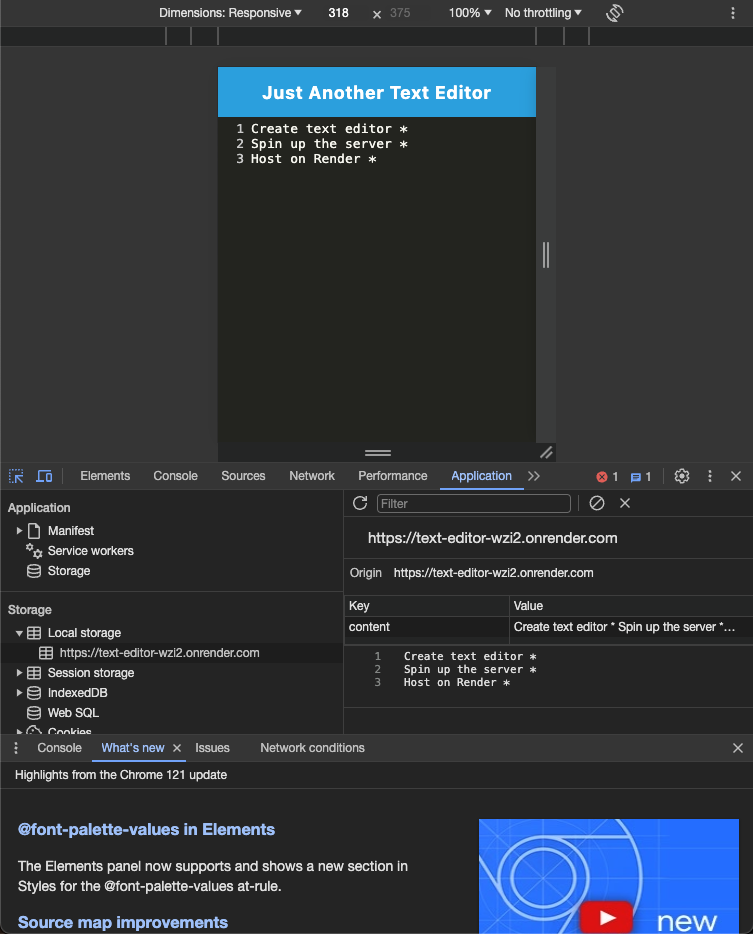 Dimensions: Responsive ▼ 318 × 375 100% ▼ No throttling ▼
Just Another Text Editor
1 Create text editor *
2 Spin up the server *
3 Host on Render *
Elements Console Sources Network Performance Application 1 1
Application
Manifest
Service workers
Storage
Storage
Local storage
https://text-editor-wzi2.onrender.com
Session storage
IndexedDB
Web SQL
Cookies
Filter
https://text-editor-wzi2.onrender.com
Origin https://text-editor-wzi2.onrender.com
Key Value
content Create text editor * Spin up the server *…
1 Create text editor *
2 Spin up the server *
3 Host on Render *
Console What's new Issues Network conditions
Highlights from the Chrome 121 update
@font-palette-values in Elements
The Elements panel now supports and shows a new section in
Styles for the @font-palette-values at-rule.
Source map improvements
new